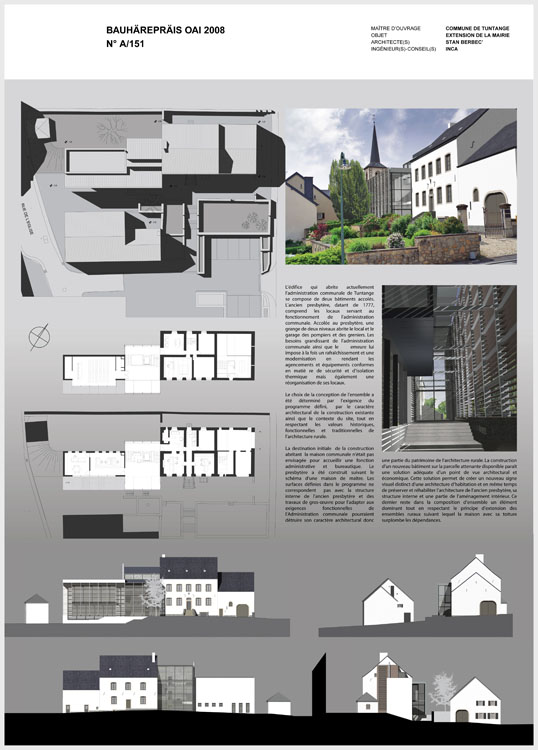 BAUHÄREPRÄIS OAI 2008
N° A/151
MAÎTRE D'OUVRAGE COMMUNE DE TUNTANGE
OBJET EXTENSION DE LA MAIRIE
ARCHITECTE(S) STAN BERBEC'
INGÉNIEUR(S)-CONSEIL(S) INCA
RUE DE L'EGLISE
L'édifice qui abrite actuellement
l'administration communale de Tuntange
se compose de deux bâtiments accolés.
L'ancien presbytère, datant de 1777,
comprend les locaux servant au
fonctionnement de l'administration
communale. Accolée au presbytère, une
grange de deux niveaux abrite le local et le
garage des pompiers et des greniers. Les
besoins grandissant de l'administration
communale ainsi que le emeure lui
impose à la fois un rafraîchissement et une
modernisation en rendant les
agencements et équipements conformes
en matiè re de sécurité et d'isolation
thermique mais également une
réorganisation de ses locaux.
Le choix de la conception de l'ensemble a
été déterminé par l'exigence du
programme défini, par le caractère
architectural de la construction existante
ainsi que le contexte du site, tout en
respectant les valeurs historiques,
fonctionnelles et traditionnelles de
l'architecture rurale.
La destination initiale de la construction
abritant la maison communale n'était pas
envisagée pour accueillir une fonction
administrative et bureautique. Le
presbytère a été construit suivant le
schéma d'une maison de maître. Les
surfaces définies dans le programme ne
correspondent pas avec la structure
interne de l'ancien presbytère et des
travaux de gros-œuvre pour l'adapter aux
exigences fonctionnelles de
l'Administration communale pourraient
détruire son caractère architectural donc
une partie du patrimoine de l'architecture rurale. La construction
d'un nouveau bâtiment sur la parcelle attenante disponible paraît
une solution adéquate d'un point de vue architectural et
économique. Cette solution permet de créer un nouveau signe
visuel distinct d'une architecture d'habitation et en même temps
de préserver et réhabiliter l'architecture de l'ancien presbytère, sa
structure interne et une partie de l'aménagement intérieur. Ce
dernier reste dans la composition d'ensemble un élément
dominant tout en respectant le principe d'extension des
ensembles ruraux suivant lequel la maison avec sa toiture
surplombe les dépendances.